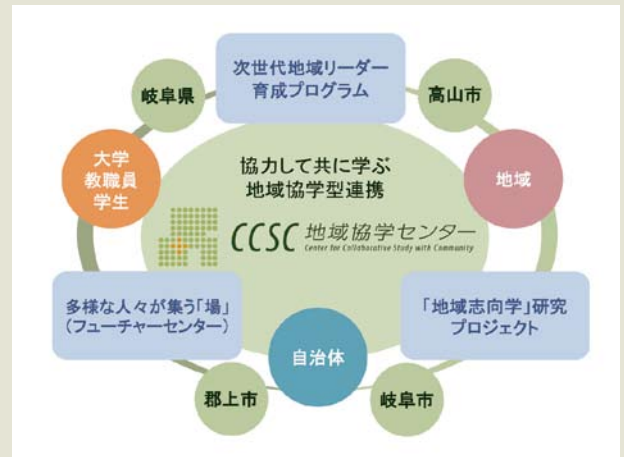 次世代地域リーダー
育成プログラム
岐阜県
高山市
大学
教職員
学生
地域
協力して共に学ぶ
地域協学型連携
CCSC 地域協学センター
Center for Collaborative Study with Community
多様な人々が集う「場」
(フューチャーセンター)
「地域志向学」研究
プロジェクト
自治体
郡上市
岐阜市